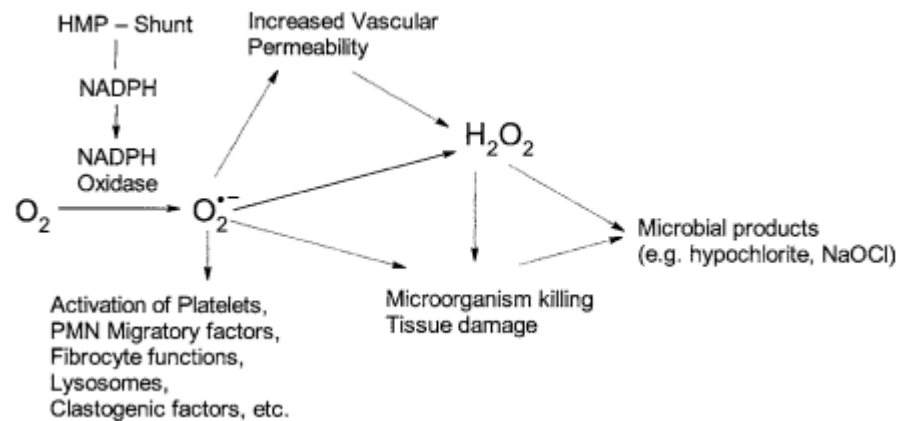 HMP – Shunt
NADPH
NADPH
Oxidase
Increased Vascular
Permeability
O₂
O₂•−
H₂O₂
Microbial products
(e.g. hypochlorite, NaOCl)
Microorganism killing
Tissue damage
Activation of Platelets,
PMN Migratory factors,
Fibrocyte functions,
Lysosomes,
Clastogenic factors, etc.